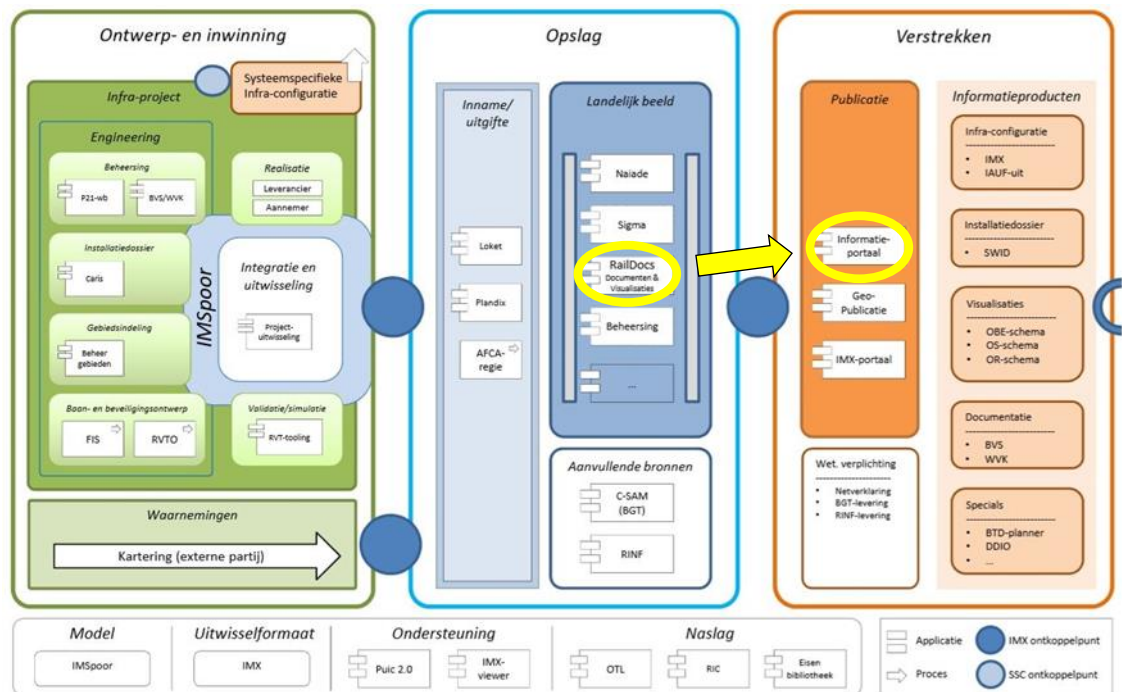 Ontwerp- en inwinning
Systeemspecifieke
Infra-configuratie
Infra-project
Engineering
Beheersing
P21-wb
BVS/WVK
Realisatie
Leverancier
Aannemer
Installatiedossier
Caris
IMSpoor
Integratie en
uitwisseling
Project-
uitwisseling
Gebiedsindeling
Beheer
gebieden
Baan- en beveiligingsontwerp
FIS
RVTO
Validatie/simulatie
RVT-tooling
Waarnemingen
Kartering (externe partij)
Opslag
Inname/
uitgifte
Loket
Plandix
AFCA-
regie
Landelijk beeld
Naiade
Sigma
RailDocs
Documenten &
Visualisaties
Beheersing
...
Aanvullende bronnen
C-SAM
(BGT)
RINF
Verstrekken
Publicatie
Informatie-
portaal
Geo-
Publicatie
IMX-portaal
Wet. verplichting
• Netverklaring
• BGT-levering
• RINF-levering
Informatieproducten
Infra-configuratie
• IMX
• IAUF-uit
Installatiedossier
• SWID
Visualisaties
• OBE-schema
• OS-schema
• OR-schema
Documentatie
• BVS
• WVK
Specials
• BTD-planner
• DDIO
• ...
Model
IMSpoor
Uitwisselformaat
IMX
Ondersteuning
Puic 2.0
IMX-
viewer
Naslag
OTL
RIC
Eisen
bibliotheek
Applicatie
Proces
IMX ontkoppelpunt
SSC ontkoppelpunt